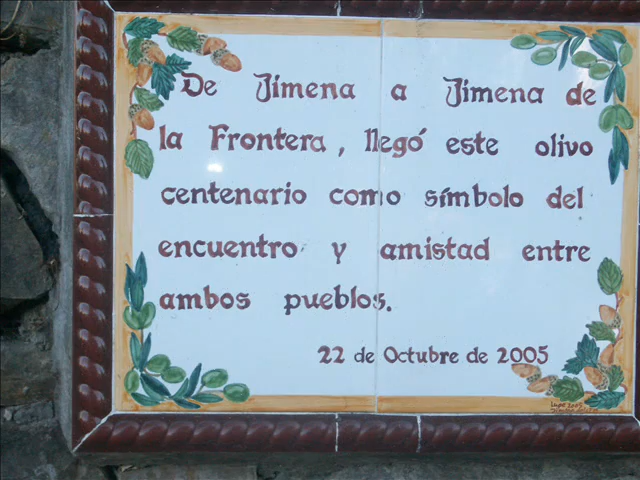 De Jimena a Jimena de
la Frontera, llegó este olivo
centenario como símbolo del
encuentro y amistad entre
ambos pueblos.
22 de Octubre de 2005